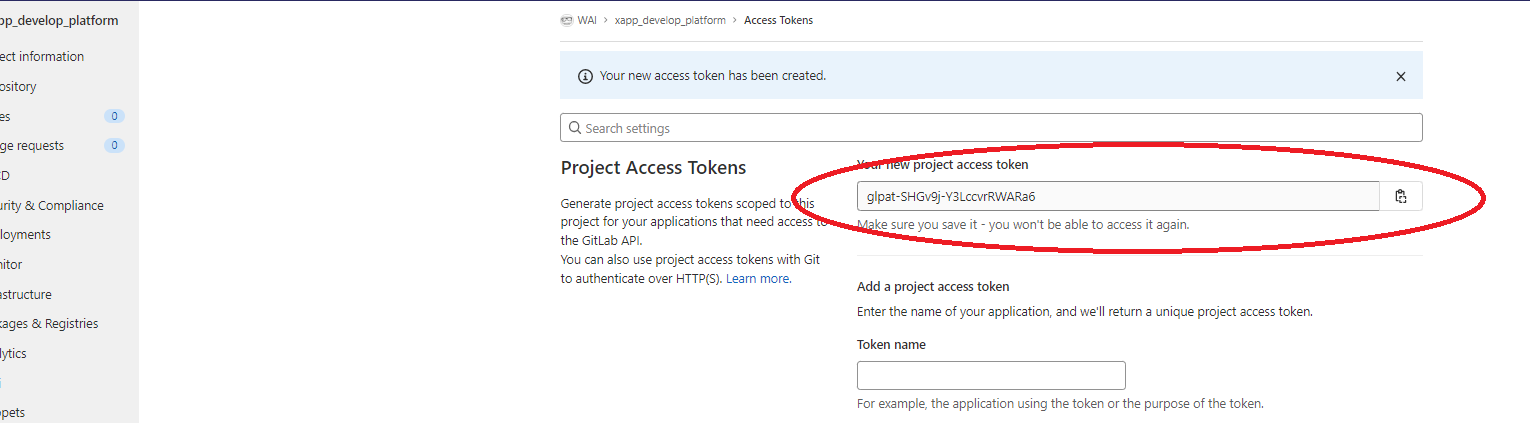 pp_develop_platform
ect information
ository
es 0
ge requests 0
D
urity & Compliance
loyments
nitor
astructure
kages & Registries
lytics
pets
WAI > xapp_develop_platform > Access Tokens
Your new access token has been created.
Search settings
Project Access Tokens
Generate project access tokens scoped to this
project for your applications that need access to
the GitLab API.
You can also use project access tokens with Git
to authenticate over HTTP(S). Learn more.
Your new project access token
glpat-SHGv9j-Y3LccvrRWARa6
Make sure you save it - you won't be able to access it again.
Add a project access token
Enter the name of your application, and we'll return a unique project access token.
Token name
For example, the application using the token or the purpose of the token.